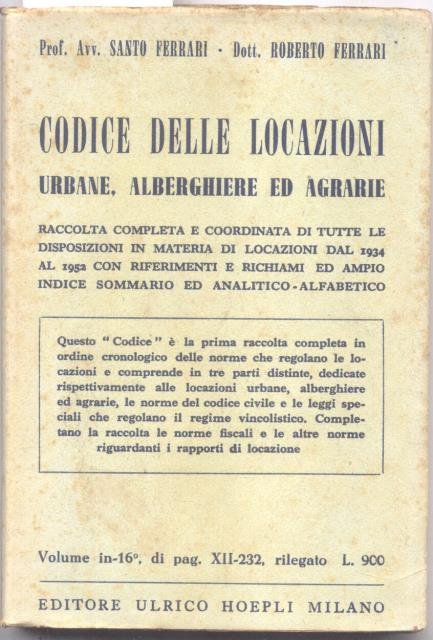 Prof. Avv. SANTO FERRARI - Dott. ROBERTO FERRARI
CODICE DELLE LOCAZIONI
URBANE, ALBERGHIERE ED AGRARIE
RACCOLTA COMPLETA E COORDINATA DI TUTTE LE
DISPOSIZIONI IN MATERIA DI LOCAZIONI DAL 1934
AL 1952 CON RIFERIMENTI E RICHIAMI ED AMPIO
INDICE SOMMARIO ED ANALITICO-ALFABETICO
Questo "Codice" è la prima raccolta completa in
ordine cronologico delle norme che regolano le lo-
cazioni e comprende in tre parti distinte, dedicate
rispettivamente alle locazioni urbane, alberghiere
ed agrarie, le norme del codice civile e le leggi spe-
ciali che regolano il regime vincolistico. Comple-
tano la raccolta le norme fiscali e le altre norme
riguardanti i rapporti di locazione
Volume in-16º, di pag. XII-232, rilegato L. 900
EDITORE ULRICO HOEPLI MILANO